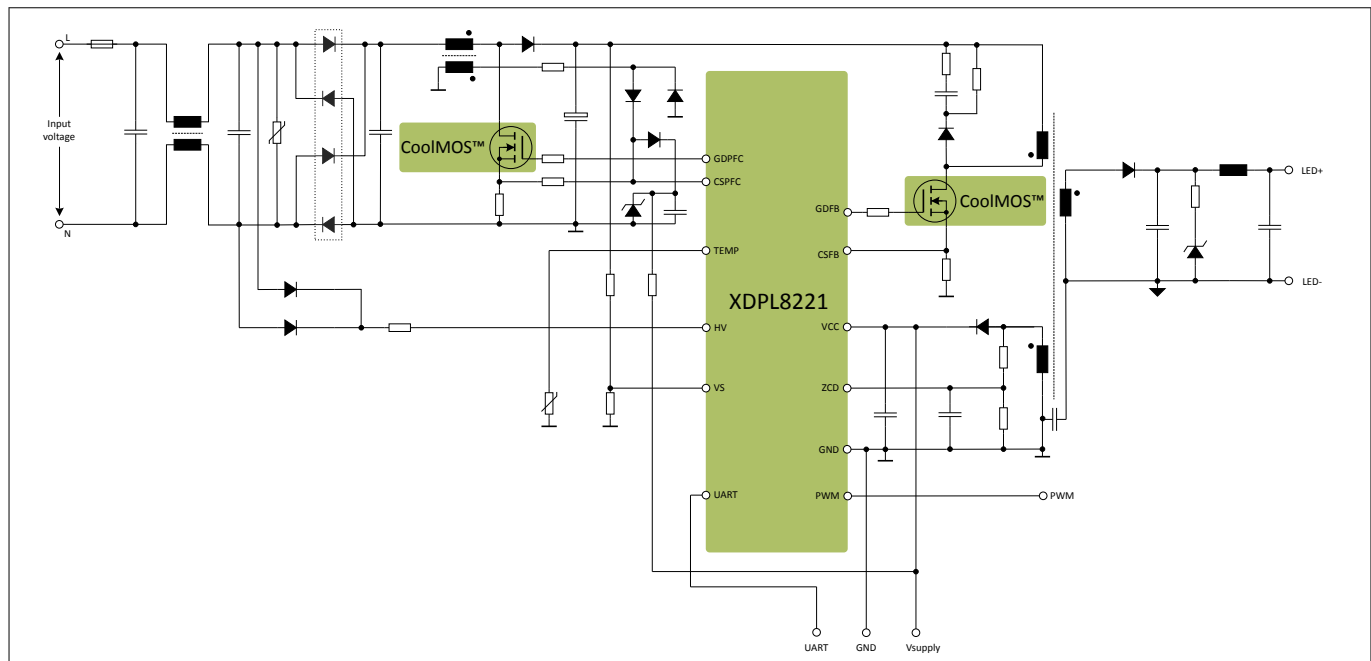 L
Input
voltage
N
CoolMOS™
GDPFC
CSPFC
TEMP
HV
VS
UART
XDPL8221
GDFB
CSFB
VCC
ZCD
GND
PWM
CoolMOS™
LED+
LED-
PWM
UART
GND
Vsupply